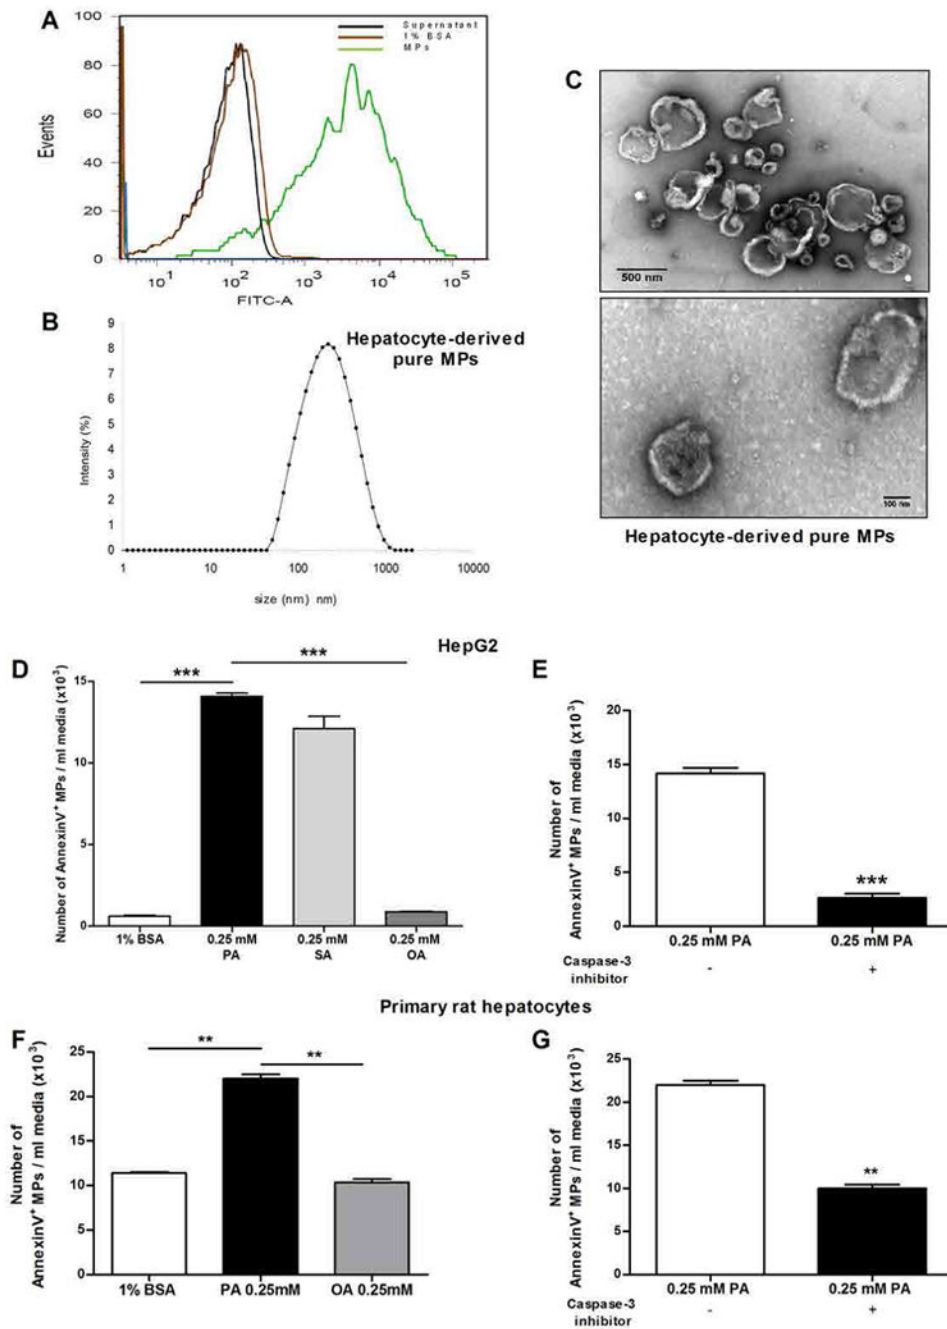 A
Supernatant
1% BSA
MPs
100
80
60
40
20
0
Events
10¹ 10² 10³ 10⁴ 10⁵
FITC-A
B
Hepatocyte-derived
pure MPs
9
8
7
6
5
4
3
2
1
0
Intensity (%)
1 10 100 1000 10000
size (nm) nm)
C
500 nm
100 nm
Hepatocyte-derived pure MPs
HepG2
D
***
***
15
10
5
0
Number of AnnexinV⁺ MPs / ml media (x10³)
1% BSA 0.25 mM 0.25 mM 0.25 mM
PA SA OA
E
20
15
10
5
0
Number of
AnnexinV⁺ MPs / ml media (x10³)
***
0.25 mM PA 0.25 mM PA
Caspase-3
inhibitor - +
Primary rat hepatocytes
F
**
**
25
20
15
10
5
0
Number of
AnnexinV⁺ MPs / ml media (x10³)
1% BSA PA 0.25mM OA 0.25mM
G
25
20
15
10
5
0
Number of
AnnexinV⁺ MPs / ml media (x10³)
**
0.25 mM PA 0.25 mM PA
Caspase-3
inhibitor - +